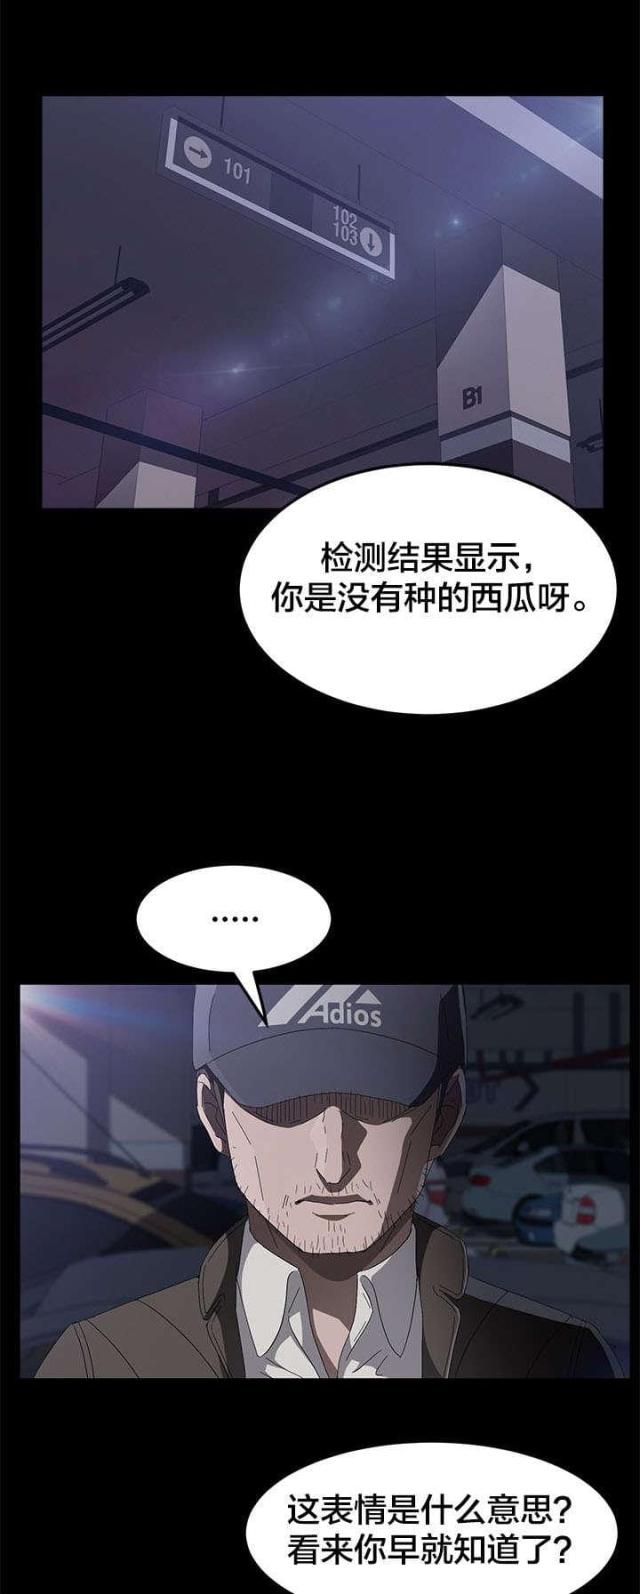 101
102
103
B1
检测结果显示，
你是没有种的西瓜呀。
·····
Adios
这表情是什么意思？
看来你早就知道了？